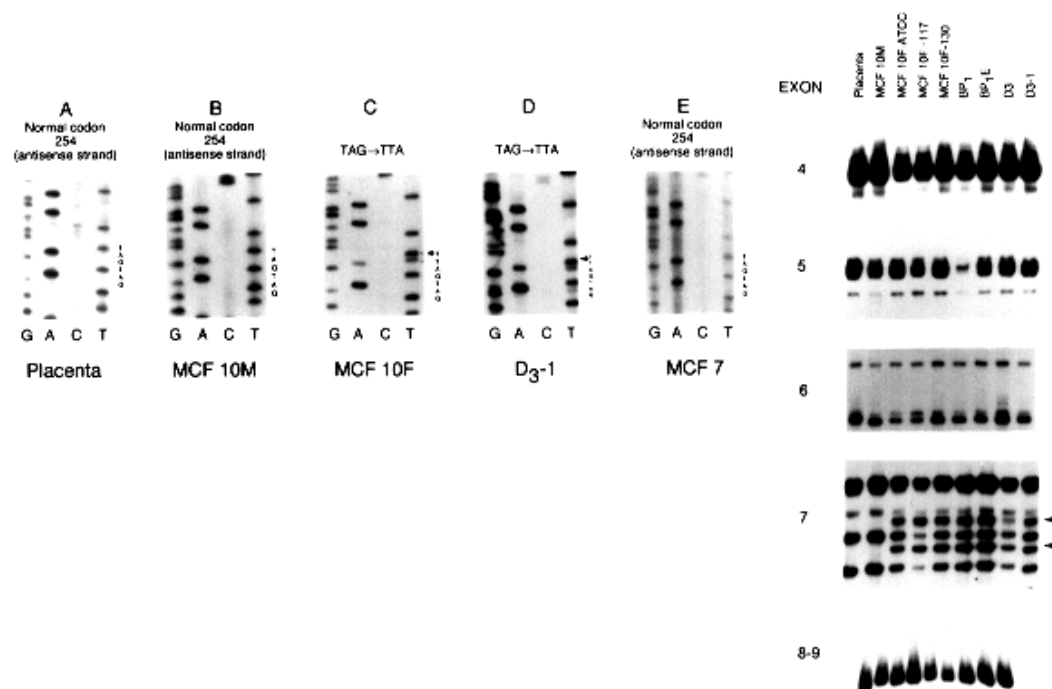 A
Normal codon
254
(antisense strand)
G A C T
Placenta
B
Normal codon
254
(antisense strand)
G A C T
MCF 10M
C
TAG→TTA
G A C T
MCF 10F
D
TAG→TTA
G A C T
D3-1
E
Normal codon
254
(antisense strand)
G A C T
MCF 7
EXON
Placenta
MCF 10M
MCF 10F-ATCC
MCF 10F-117
MCF 10F-130
BP1
BP1-E
D3
D3-1
4
5
6
7
8-9